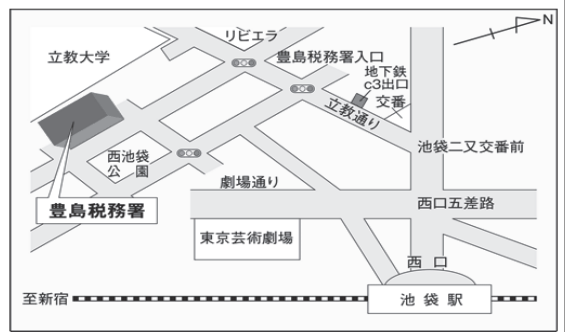 N
リビエラ
立教大学
豊島税務署入口
地下鉄
c3出口
交番
立教通り
池袋二又交番前
西池袋
公園
豊島税務署
劇場通り
西口五差路
東京芸術劇場
西口
至新宿
池袋駅